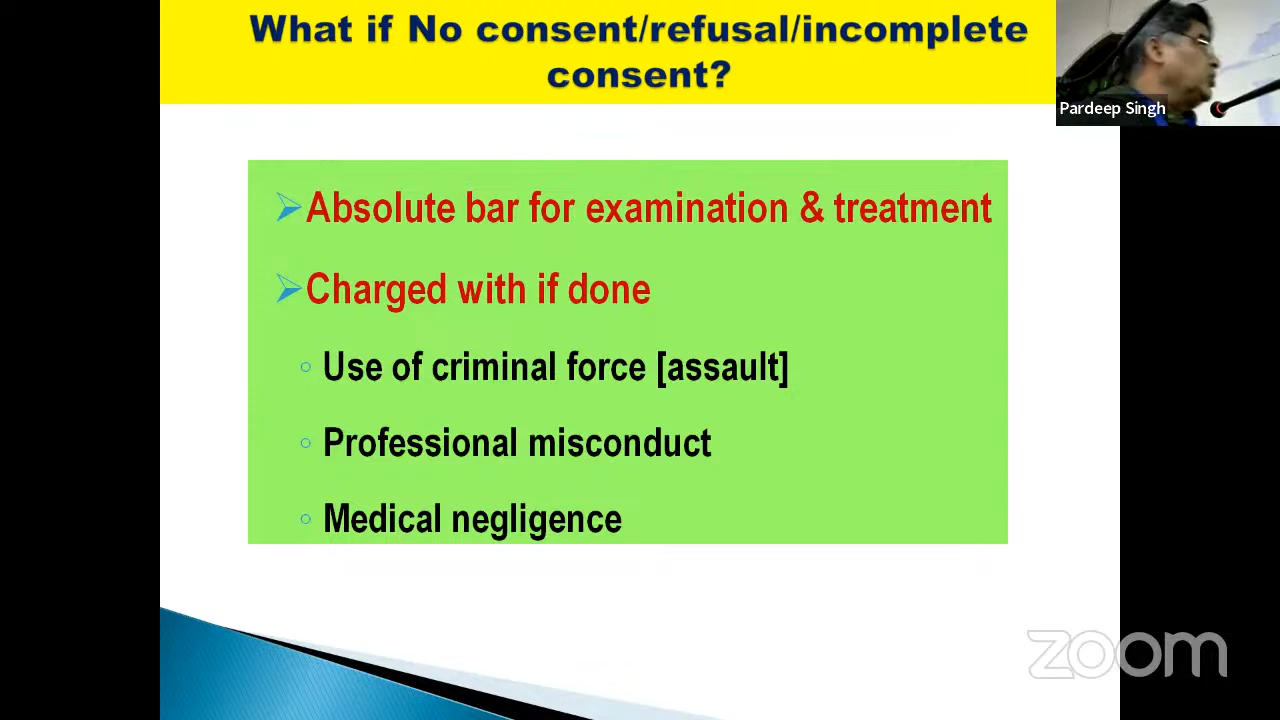 What if No consent/refusal/incomplete
consent?
Pardeep Singh
➢Absolute bar for examination & treatment
➢Charged with if done
◦ Use of criminal force [assault]
◦ Professional misconduct
◦ Medical negligence
zoom